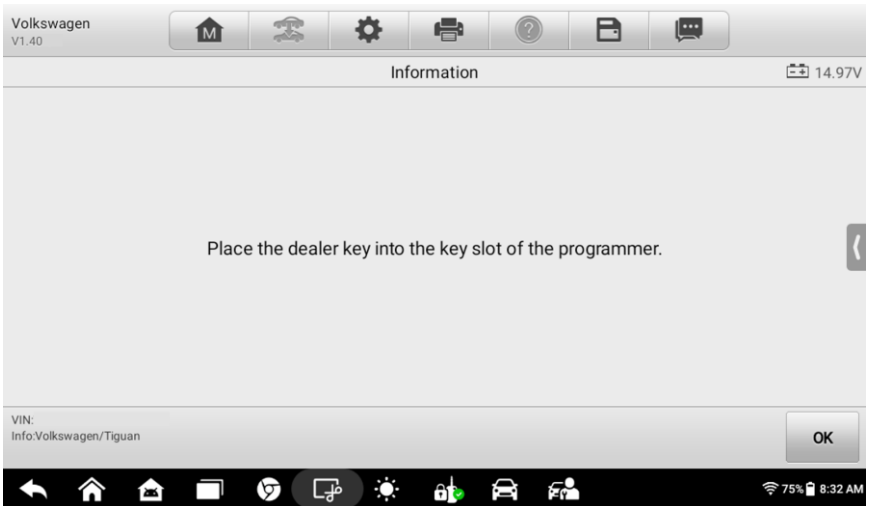 Volkswagen
V1.40
M
Information
14.97V
Place the dealer key into the key slot of the programmer.
VIN:
Info:Volkswagen/Tiguan
OK
75% 8:32 AM